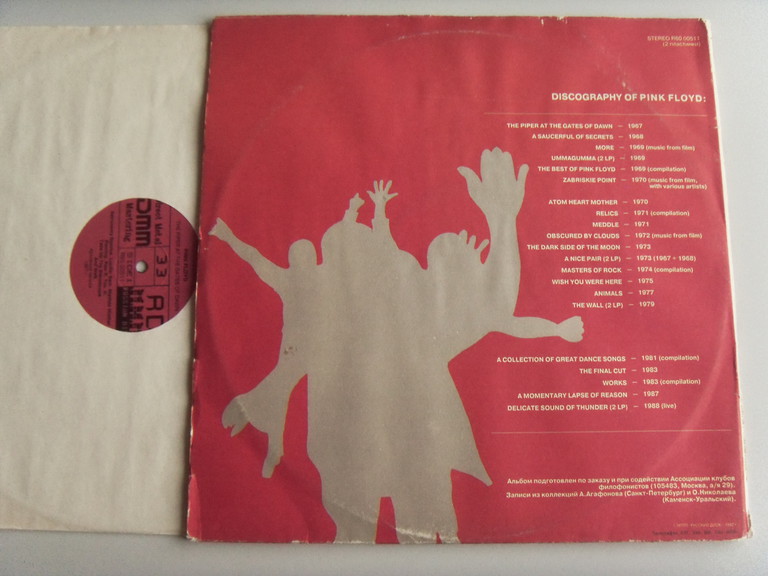 STEREO R60 00511
(2 пластинки)
DISCOGRAPHY OF PINK FLOYD:
THE PIPER AT THE GATES OF DAWN – 1967
A SAUCERFUL OF SECRETS – 1968
MORE – 1969 (music from film)
UMMAGUMMA (2 LP) – 1969
THE BEST OF PINK FLOYD – 1969 (compilation)
ZABRISKIE POINT – 1970 (music from film,
with various artists)
ATOM HEART MOTHER – 1970
RELICS – 1971 (compilation)
MEDDLE – 1971
OBSCURED BY CLOUDS – 1972 (music from film)
THE DARK SIDE OF THE MOON – 1973
A NICE PAIR (2 LP) – 1973 (1967 + 1968)
MASTERS OF ROCK – 1974 (compilation)
WISH YOU WERE HERE – 1975
ANIMALS – 1977
THE WALL (2 LP) – 1979
A COLLECTION OF GREAT DANCE SONGS – 1981 (compilation)
THE FINAL CUT – 1983
WORKS – 1983 (compilation)
A MOMENTARY LAPSE OF REASON – 1987
DELICATE SOUND OF THUNDER (2 LP) – 1988 (live)
Альбом подготовлен по заказу и при содействии Ассоциации клубов
филофонистов (105483, Москва, а/я 29).
Записи из коллекций А.Агафонова (Санкт-Петербург) и О.Николаева
(Каменск-Уральский).
DMM
Mastering
33